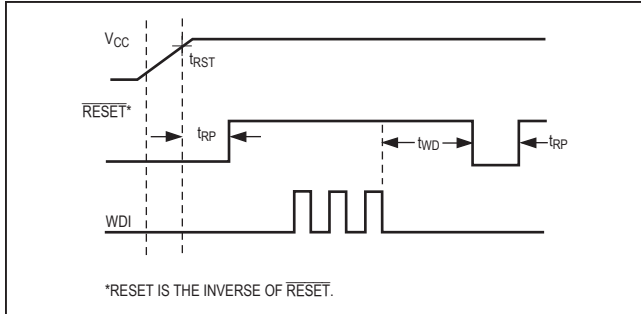 VCC
tRST
RESET*
tRP
tWD
tRP
WDI
*RESET IS THE INVERSE OF RESET.